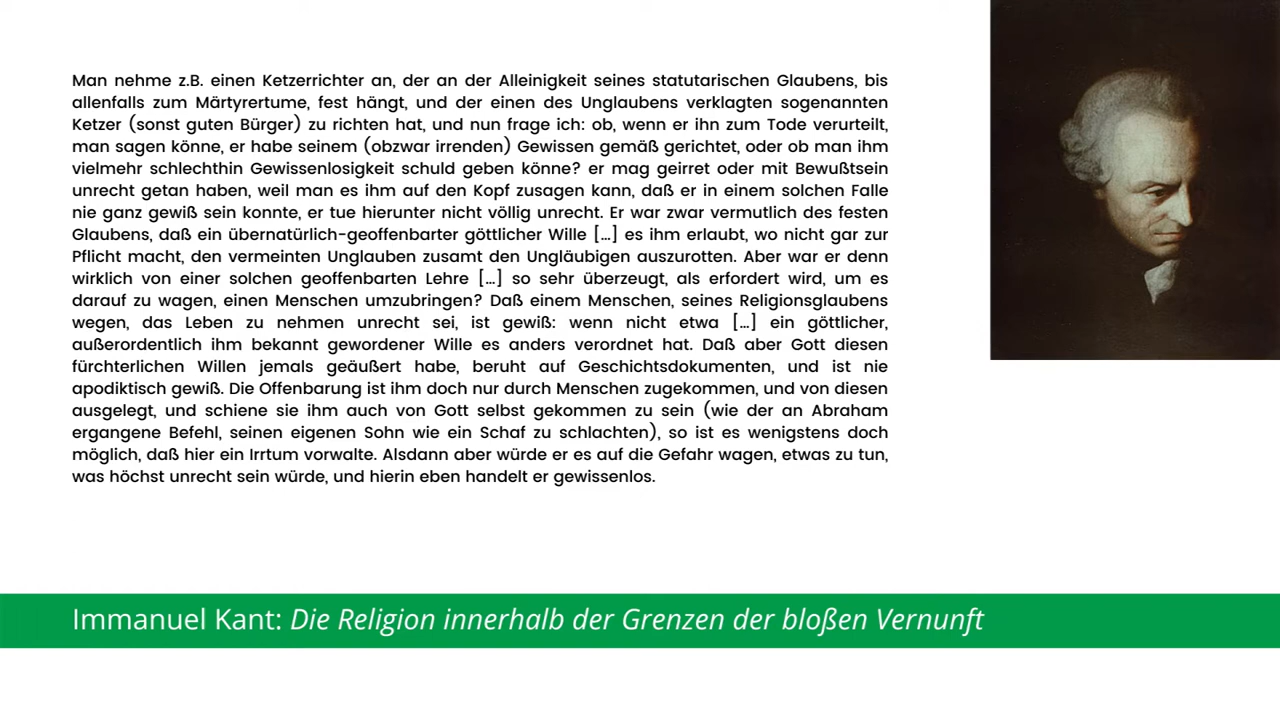 Man nehme z.B. einen Ketzerrichter an, der an der Alleinigkeit seines statutarischen Glaubens, bis
allenfalls zum Märtyrertume, fest hängt, und der einen des Unglaubens verklagten sogenannten
Ketzer (sonst guten Bürger) zu richten hat, und nun frage ich: ob, wenn er ihn zum Tode verurteilt,
man sagen könne, er habe seinem (obzwar irrenden) Gewissen gemäß gerichtet, oder ob man ihm
vielmehr schlechthin Gewissenlosigkeit schuld geben könne? er mag geirret oder mit Bewußtsein
unrecht getan haben, weil man es ihm auf den Kopf zusagen kann, daß er in einem solchen Falle
nie ganz gewiß sein konnte, er tue hierunter nicht völlig unrecht. Er war zwar vermutlich des festen
Glaubens, daß ein übernatürlich-geoffenbarter göttlicher Wille [...] es ihm erlaubt, wo nicht gar zur
Pflicht macht, den vermeinten Unglauben zusamt den Ungläubigen auszurotten. Aber war er denn
wirklich von einer solchen geoffenbarten Lehre [...] so sehr überzeugt, als erfordert wird, um es
darauf zu wagen, einen Menschen umzubringen? Daß einem Menschen, seines Religionsglaubens
wegen, das Leben zu nehmen unrecht sei, ist gewiß: wenn nicht etwa [...] ein göttlicher,
außerordentlich ihm bekannt gewordener Wille es anders verordnet hat. Daß aber Gott diesen
fürchterlichen Willen jemals geäußert habe, beruht auf Geschichtsdokumenten, und ist nie
apodiktisch gewiß. Die Offenbarung ist ihm doch nur durch Menschen zugekommen, und von diesen
ausgelegt, und schiene sie ihm auch von Gott selbst gekommen zu sein (wie der an Abraham
ergangene Befehl, seinen eigenen Sohn wie ein Schaf zu schlachten), so ist es wenigstens doch
möglich, daß hier ein Irrtum vorwalte. Alsdann aber würde er es auf die Gefahr wagen, etwas zu tun,
was höchst unrecht sein würde, und hierin eben handelt er gewissenlos.
Immanuel Kant: Die Religion innerhalb der Grenzen der bloßen Vernunft